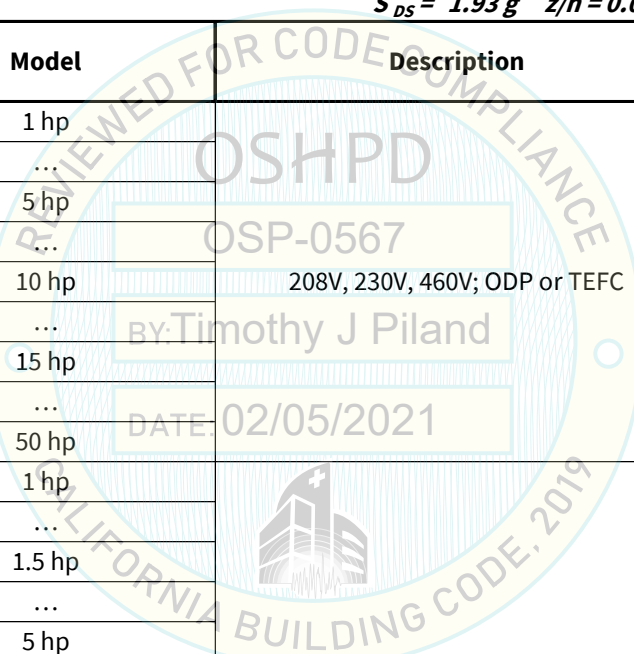 S DS = 1.93 g z/h = 0.
Model Description
1 hp
...
5 hp
...
10 hp 208V, 230V, 460V; ODP or TEFC
...
15 hp
...
50 hp
1 hp
...
1.5 hp
...
5 hp
REVIEWED FOR CODE COMPLIANCE
OSHPD
OSP-0567
BY: Timothy J Piland
DATE: 02/05/2021
CALIFORNIA BUILDING CODE, 2019